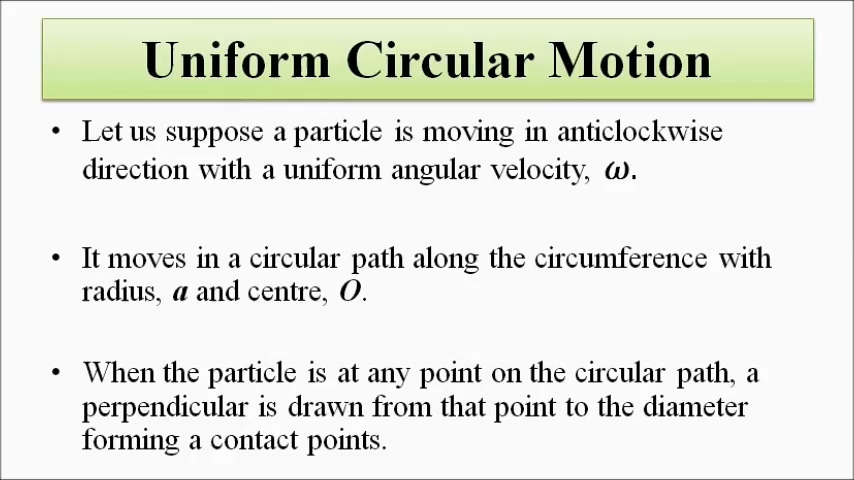 Uniform Circular Motion
• Let us suppose a particle is moving in anticlockwise
direction with a uniform angular velocity, ω.
• It moves in a circular path along the circumference with
radius, a and centre, O.
• When the particle is at any point on the circular path, a
perpendicular is drawn from that point to the diameter
forming a contact points.